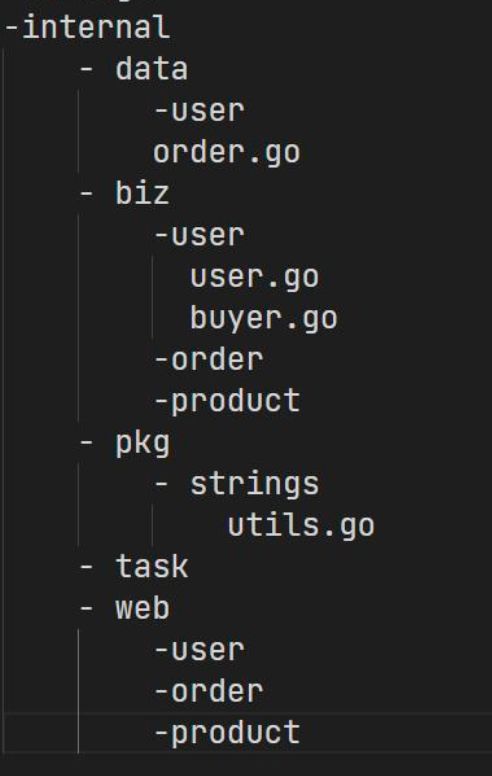 -internal
- data
-user
order.go
- biz
-user
user.go
buyer.go
-order
-product
- pkg
- strings
utils.go
- task
- web
-user
-order
-product